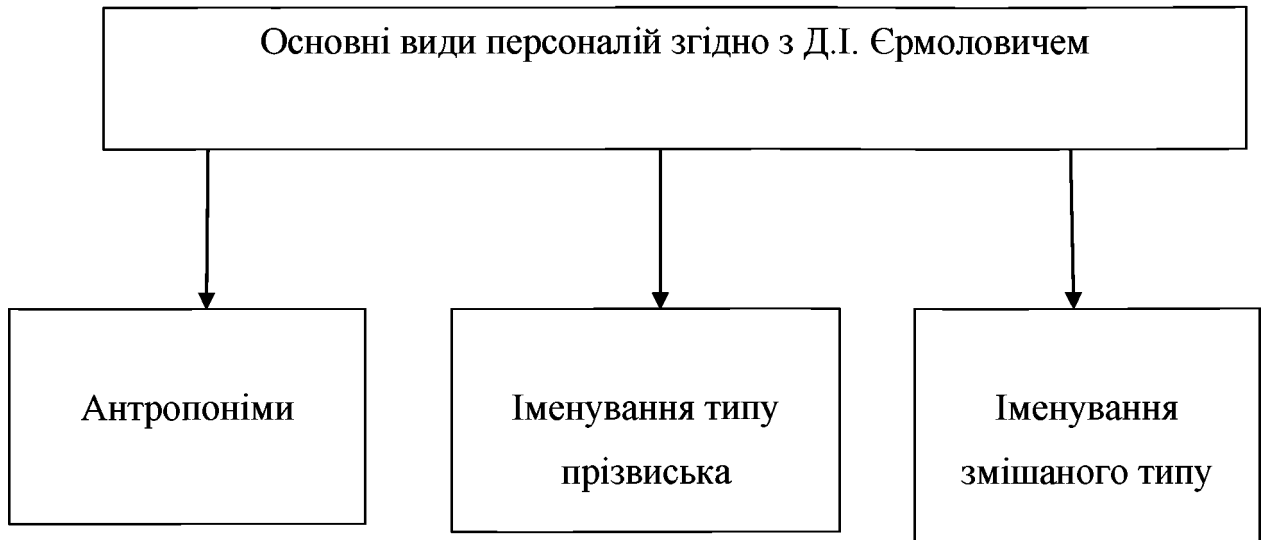 Основні види персоналій згідно з Д.І. Єрмоловичем
Антропоніми
Іменування типу
прізвиська
Іменування
змішаного типу